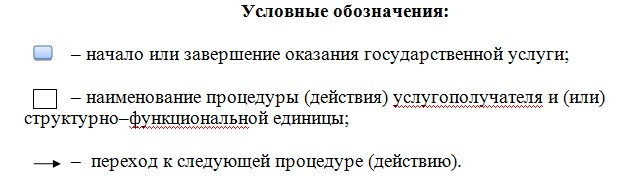 Условные обозначения:
– начало или завершение оказания государственной услуги;
– наименование процедуры (действия) услугополучателя и (или)
структурно–функциональной единицы;
– переход к следующей процедуре (действию).